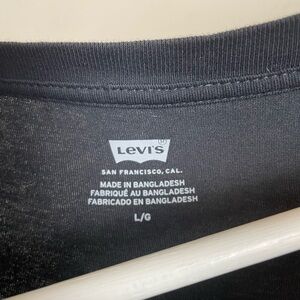 Levi's
SAN FRANCISCO, CAL.
MADE IN BANGLADESH
FABRIQUÉ AU BANGLADESH
FABRICADO EN BANGLADESH
L/G